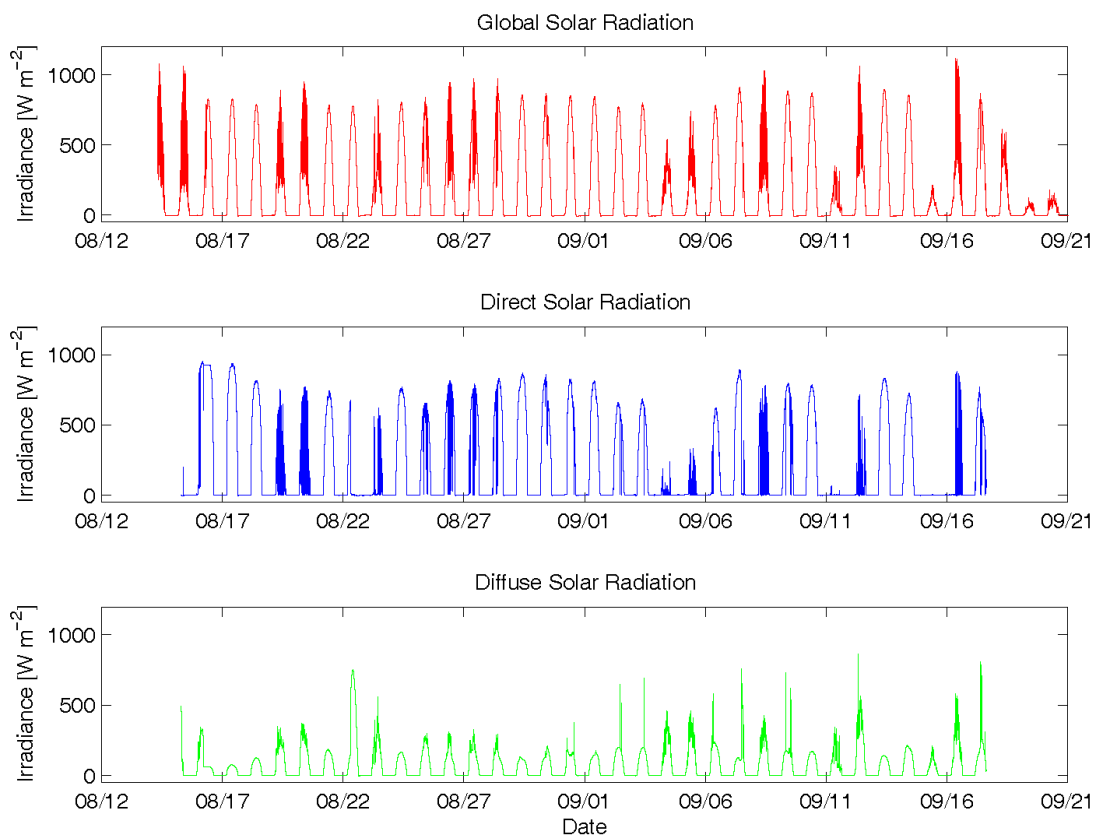 Global Solar Radiation
Irradiance [W m⁻²]
1000
500
0
08/12 08/17 08/22 08/27 09/01 09/06 09/11 09/16 09/21
Direct Solar Radiation
Irradiance [W m⁻²]
1000
500
0
08/12 08/17 08/22 08/27 09/01 09/06 09/11 09/16 09/21
Diffuse Solar Radiation
Irradiance [W m⁻²]
1000
500
0
08/12 08/17 08/22 08/27 09/01 09/06 09/11 09/16 09/21
Date